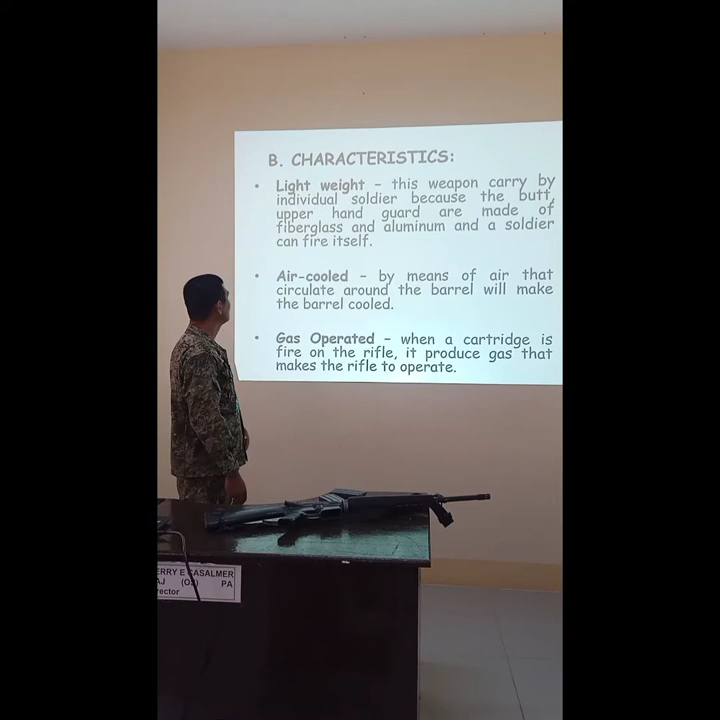 B. CHARACTERISTICS:
• Light weight – this weapon carry by
individual soldier because the butt,
upper hand guard are made of
fiberglass and aluminum and a soldier
can fire itself.
• Air-cooled – by means of air that
circulate around the barrel will make
the barrel cooled.
• Gas Operated – when a cartridge is
fire on the rifle, it produce gas that
makes the rifle to operate.
ERRY E CASALMER
AJ (OS) PA
rector